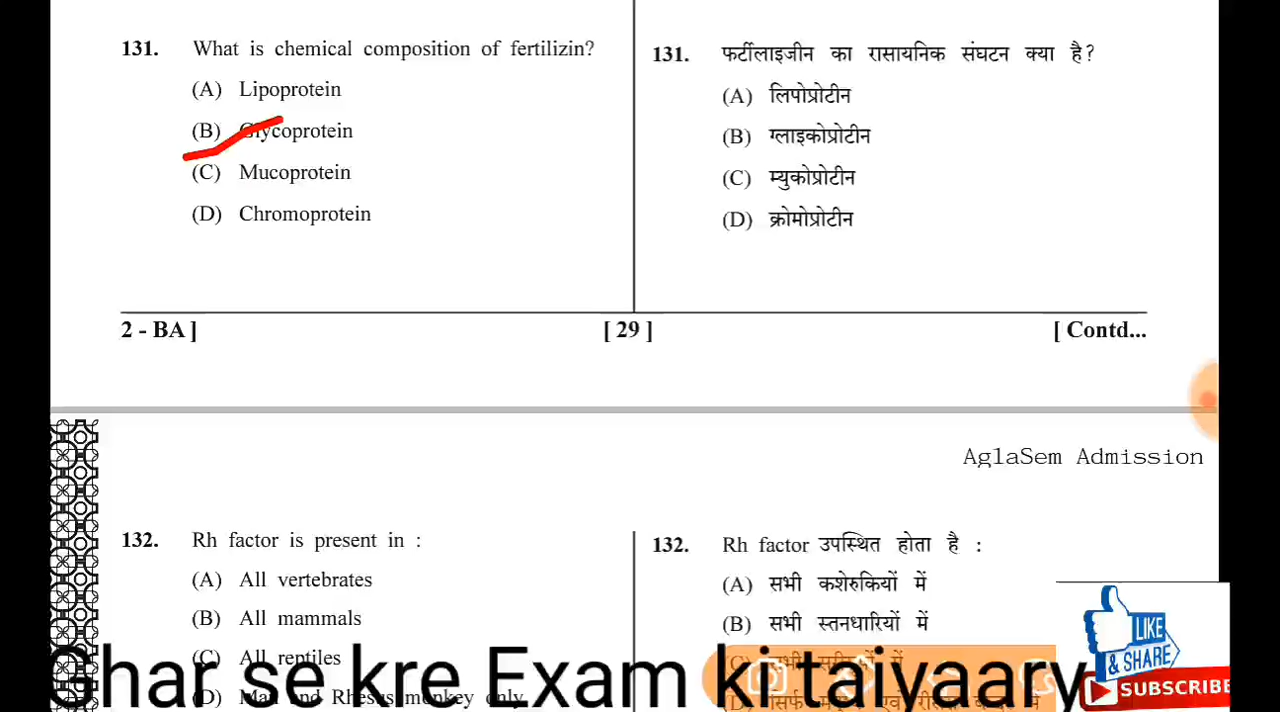 131. What is chemical composition of fertilizin?
(A) Lipoprotein
(B) Glycoprotein
(C) Mucoprotein
(D) Chromoprotein
131. फर्टीलाइजीन का रासायनिक संघटन क्या है?
(A) लिपोप्रोटीन
(B) ग्लाइकोप्रोटीन
(C) म्युकोप्रोटीन
(D) क्रोमोप्रोटीन
2 - BA ] [ 29 ] [ Contd...
AglaSem Admission
132. Rh factor is present in :
(A) All vertebrates
(B) All mammals
(C) All reptiles
(D) Man and Rhesus monkey only
132. Rh factor उपस्थित होता है :
(A) सभी कशेरुकियों में
(B) सभी स्तनधारियों में
(C) सभी सरीसृपों में
(D) सिर्फ
Ghar se kre Exam ki taiyaary
LIKE
& SHARE
SUBSCRIBE